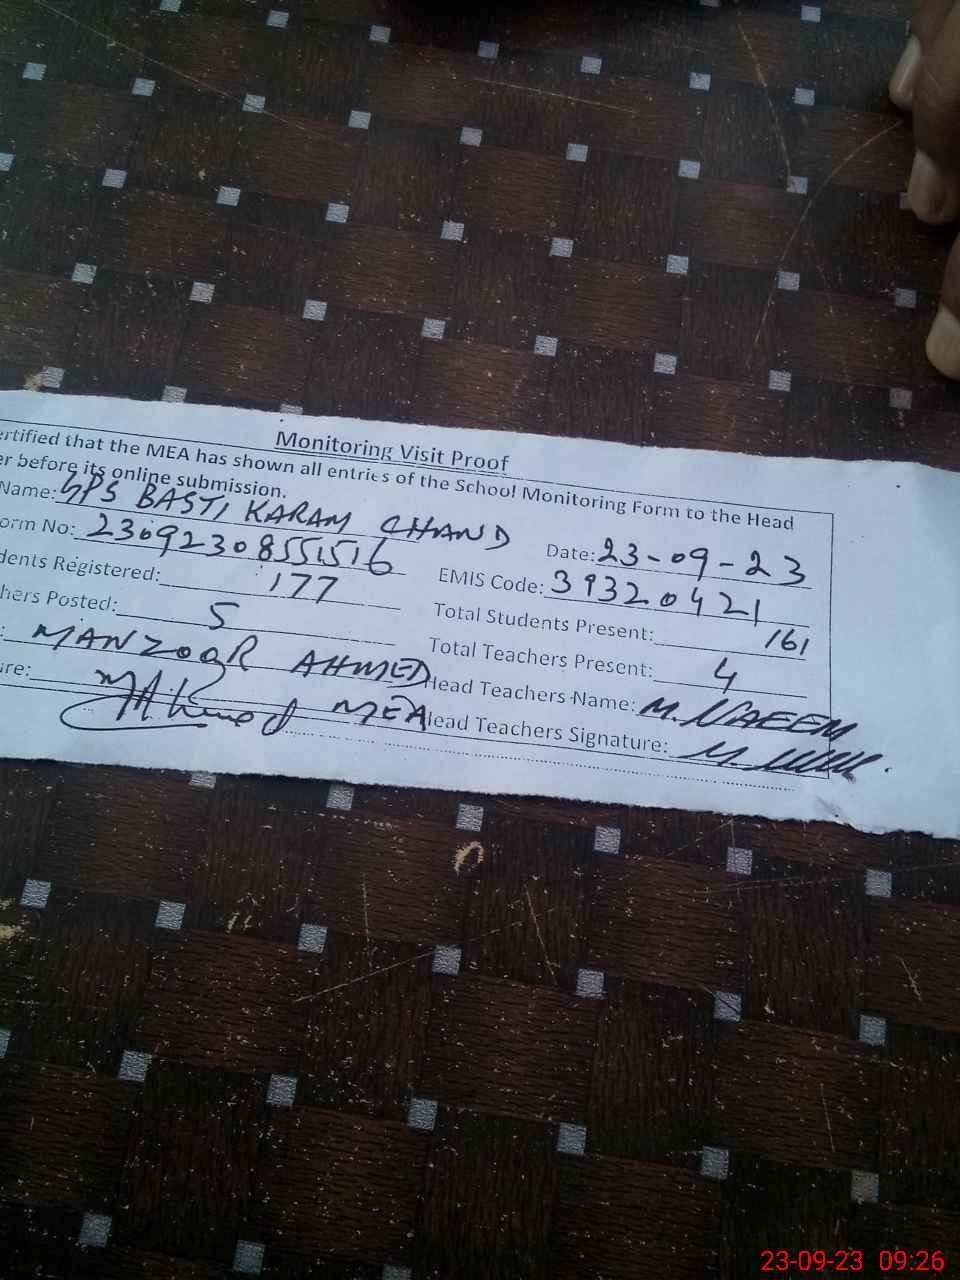 Monitoring Visit Proof
ertified that the MEA has shown all entries of the School Monitoring Form to the Head
er before its online submission.
Name: GPS BASTI KARAM CHAND Date: 23-09-23
orm No: 2309230855516 EMIS Code: 39320421
dents Registered: 177 Total Students Present: 161
hers Posted: 5 Total Teachers Present: 4
: MANZOOR AHMED Head Teachers Name: M. NAEEM
ure: MEA Head Teachers Signature:
23-09-23 09:26